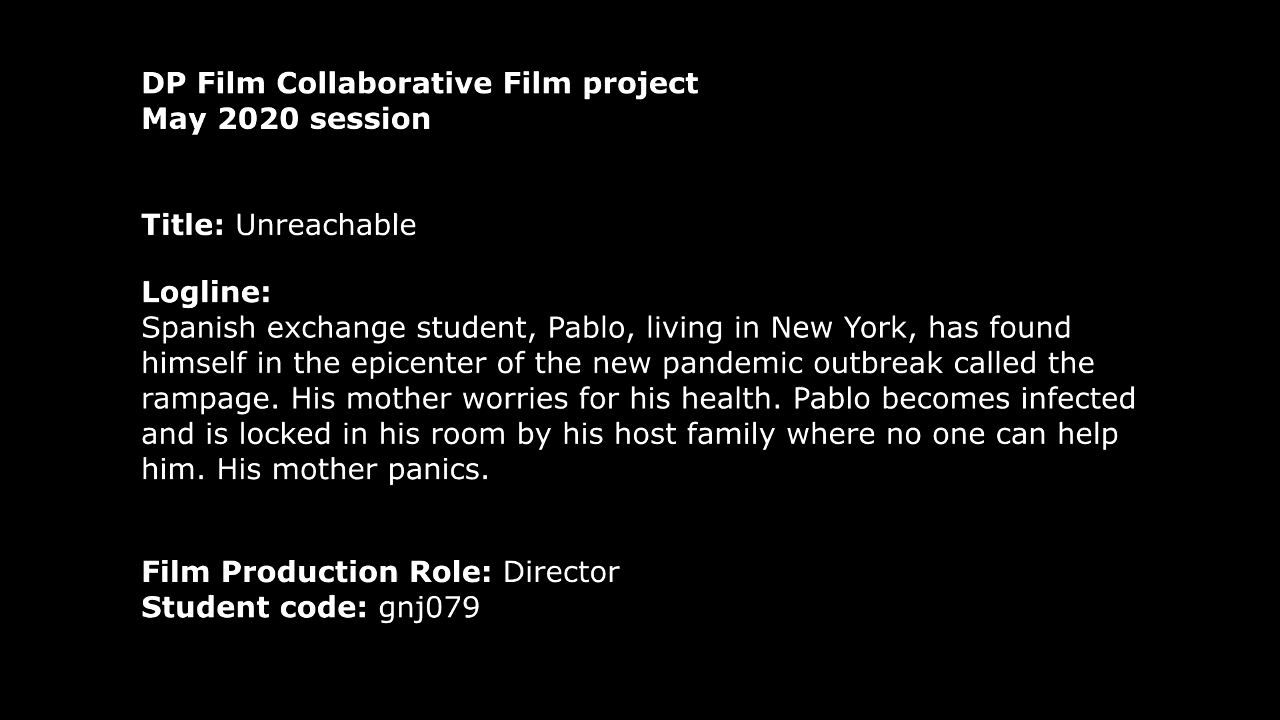 DP Film Collaborative Film project
May 2020 session
Title: Unreachable
Logline:
Spanish exchange student, Pablo, living in New York, has found
himself in the epicenter of the new pandemic outbreak called the
rampage. His mother worries for his health. Pablo becomes infected
and is locked in his room by his host family where no one can help
him. His mother panics.
Film Production Role: Director
Student code: gnj079